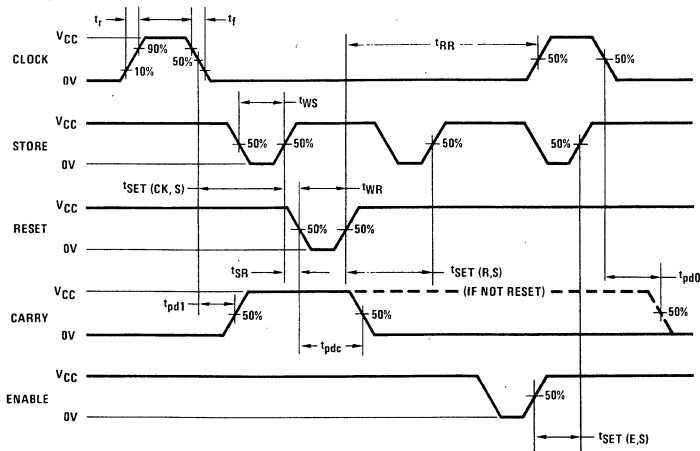 tr
tf
VCC
90%
50%
tRR
CLOCK
10%
50%
50%
0V
VCC
tWS
STORE
50%
50%
50%
50%
0V
tSET (CK, S)
tWR
VCC
RESET
50%
50%
0V
tSR
tSET (R,S)
tpd0
VCC
(IF NOT RESET)
tpd1
CARRY
50%
50%
50%
0V
tpdc
VCC
ENABLE
50%
0V
tSET (E,S)